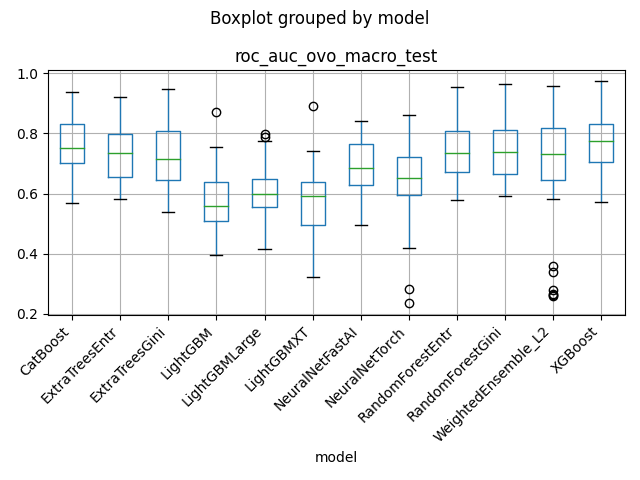 Boxplot grouped by model
roc_auc_ovo_macro_test
1.0
0.8
0.6
0.4
0.2
CatBoost
ExtraTreesEntr
ExtraTreesGini
LightGBM
LightGBMLarge
LightGBMXT
NeuralNetFastAI
NeuralNetTorch
RandomForestEntr
RandomForestGini
WeightedEnsemble_L2
XGBoost
model